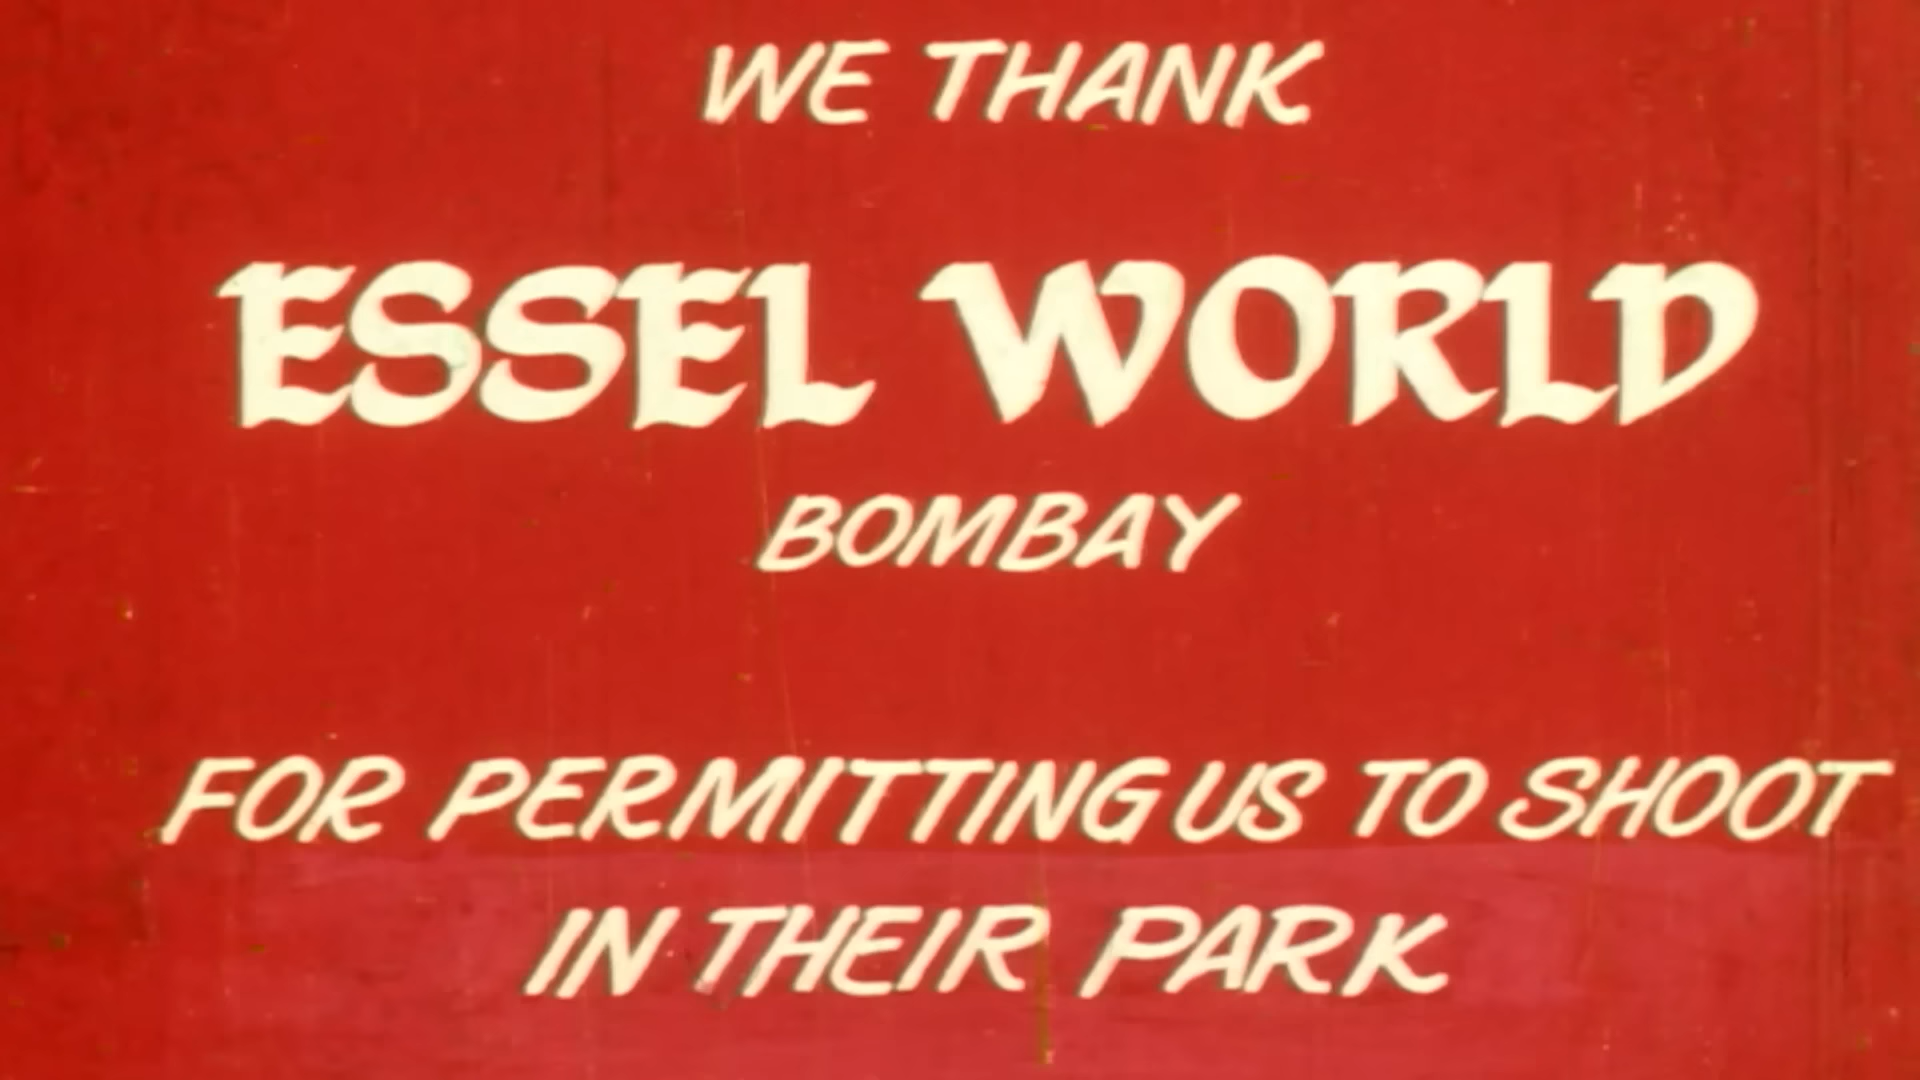 WE THANK
ESSEL WORLD
BOMBAY
FOR PERMITTING US TO SHOOT
IN THEIR PARK